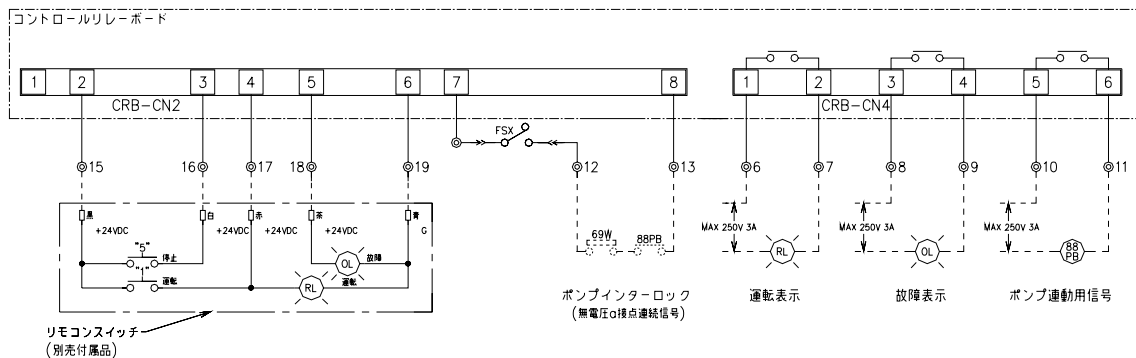 コントロールリレーボード
1 2 3 4 5 6 7 8
CRB-CN2
1 2 3 4 5 6
CRB-CN4
FSX
15 16 17 18 19 12 13 6 7 8 9 10 11
黒 白 赤 茶 青
+24VDC +24VDC +24VDC +24VDC G
"5" 停止
"1" 運転
OL 故障
RL 運転
69W 88PB
MAX 250V 3A MAX 250V 3A MAX 250V 3A
RL OL 88 PB
ポンプインターロック
(無電圧a接点連続信号)
運転表示 故障表示 ポンプ連動用信号
リモコンスイッチ
(別売付属品)